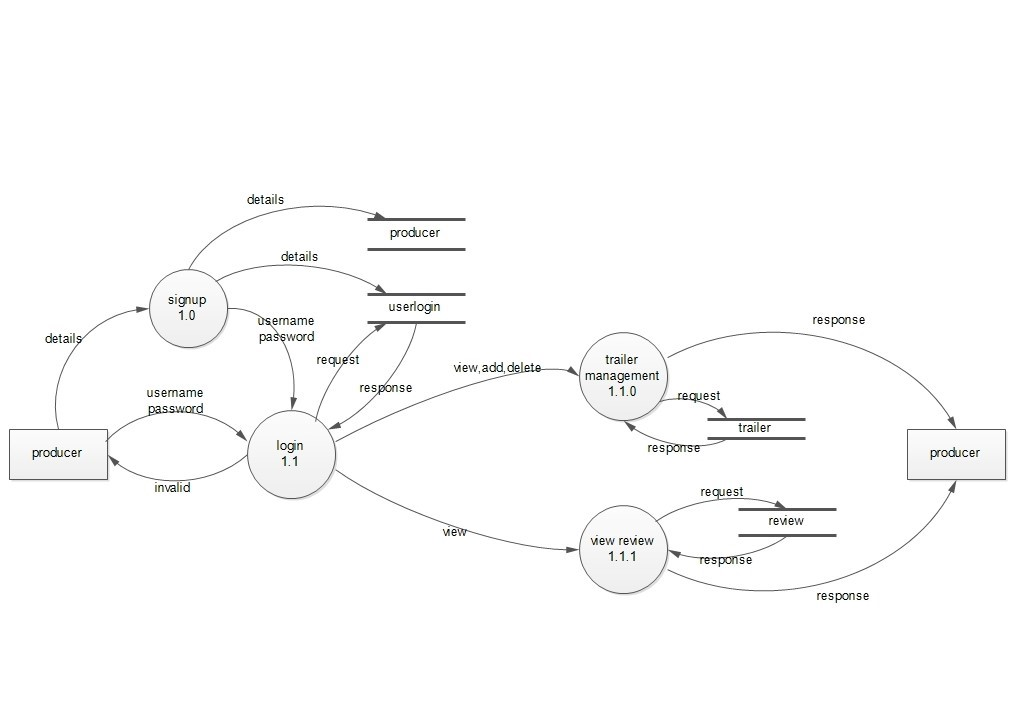 details
producer
details
signup
1.0
userlogin
username
password
details
request
response
view,add,delete
trailer
management
1.1.0
response
request
trailer
response
username
password
producer
login
1.1
invalid
producer
view
request
review
view review
1.1.1
response
response